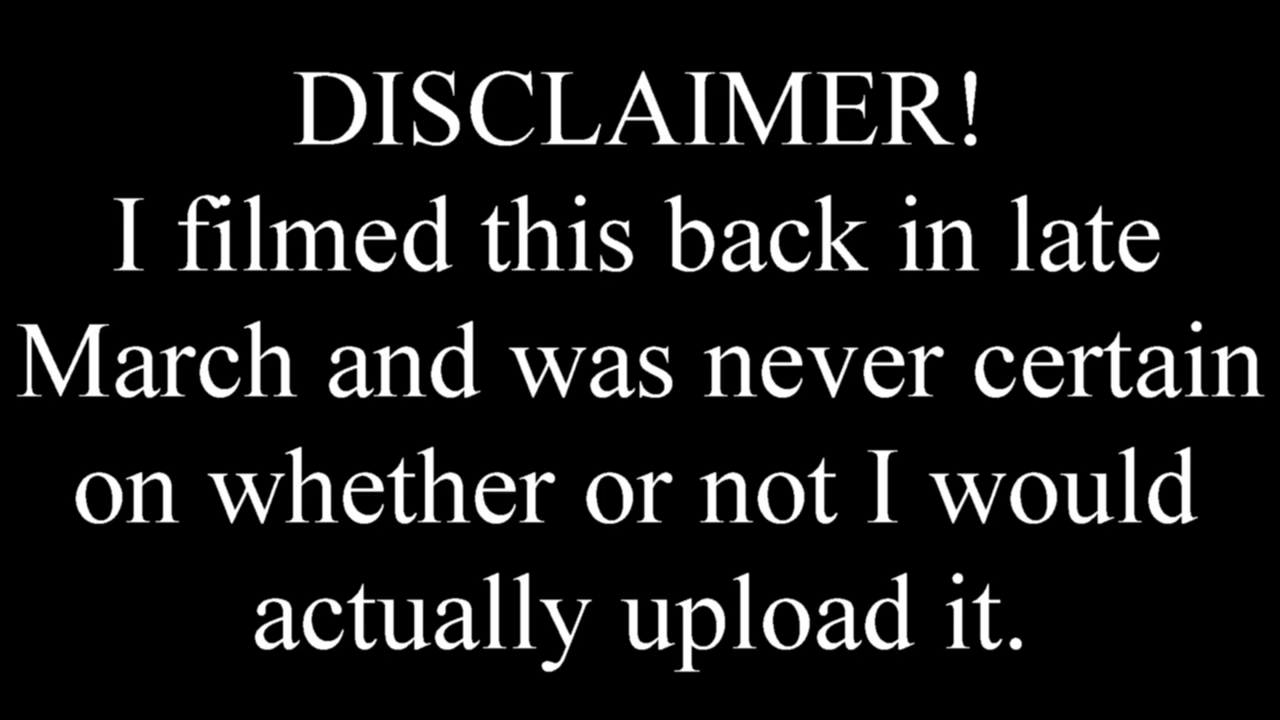 DISCLAIMER!
I filmed this back in late
March and was never certain
on whether or not I would
actually upload it.